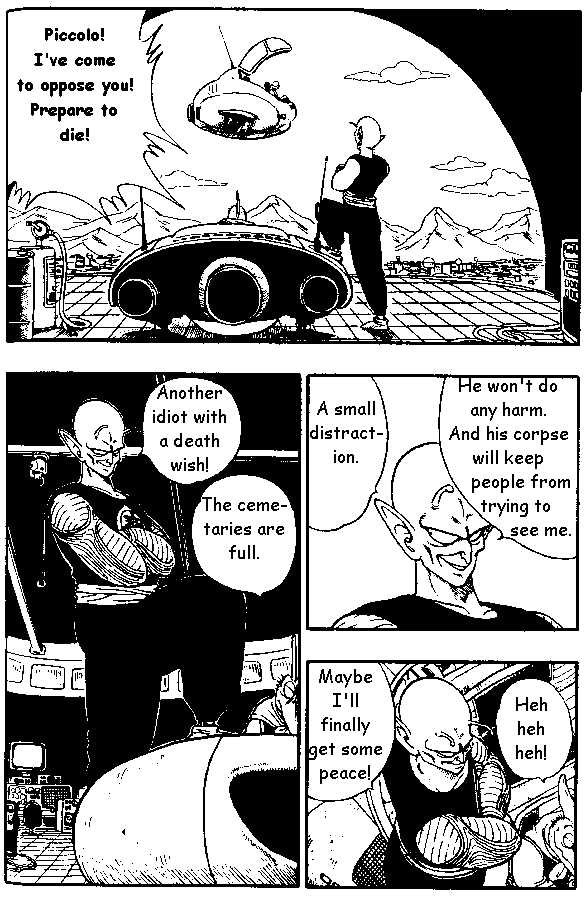 Piccolo!
I've come
to oppose you!
Prepare to
die!
Another
idiot with
a death
wish!
The ceme-
taries are
full.
A small
distract-
ion.
He won't do
any harm.
And his corpse
will keep
people from
trying to
see me.
Maybe
I'll
finally
get some
peace!
Heh
heh
heh!